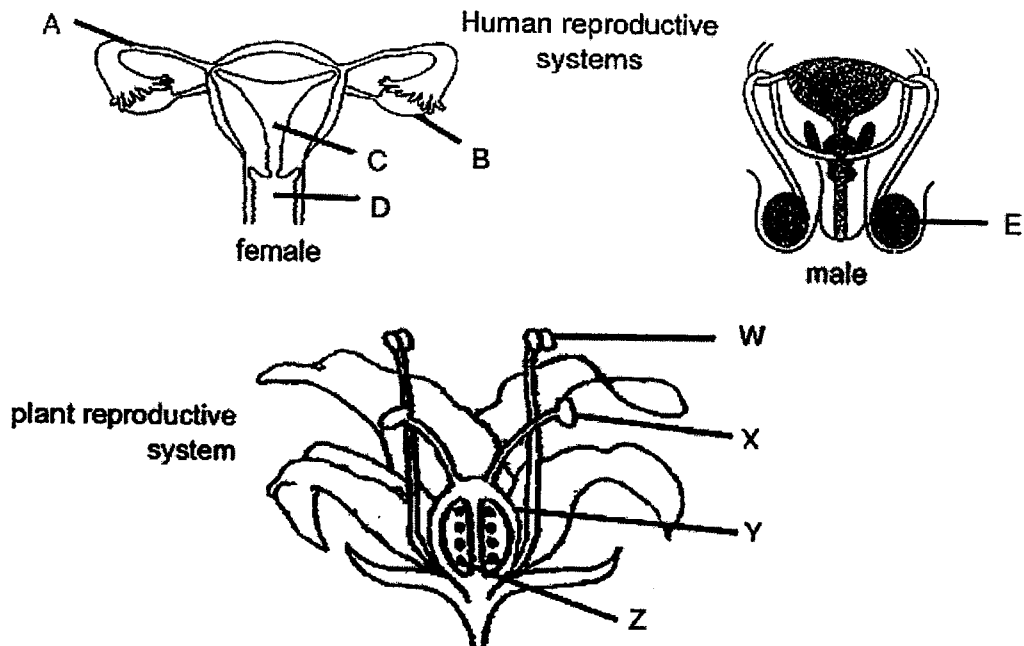 Human reproductive
systems
A
B
C
D
female
E
male
plant reproductive
system
W
X
Y
Z